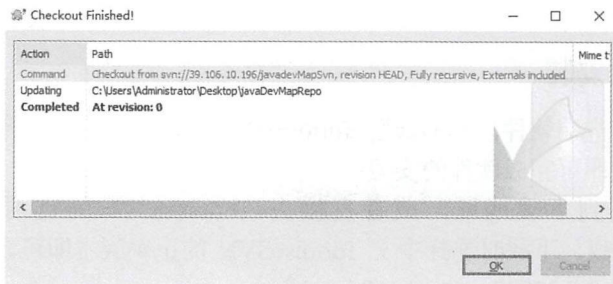 Checkout Finished!
Action Path Mime t
Command Checkout from svn://39.106.10.196/javadevMapSvn, revision HEAD, Fully recursive, Externals included
Updating C:\Users\Administrator\Desktop\javaDevMapRepo
Completed At revision: 0
OK Cancel